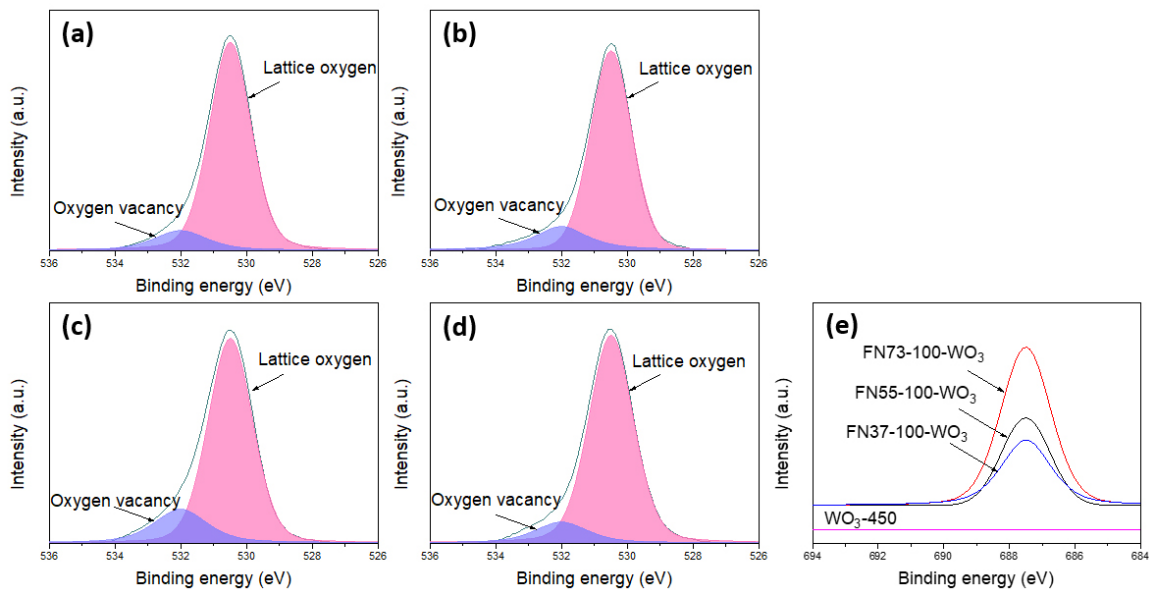 (a)
Lattice oxygen
Oxygen vacancy
Intensity (a.u.)
536 534 532 530 528 526
Binding energy (eV)
(b)
Lattice oxygen
Oxygen vacancy
Intensity (a.u.)
536 534 532 530 528 526
Binding energy (eV)
(c)
Lattice oxygen
Oxygen vacancy
Intensity (a.u.)
536 534 532 530 528 526
Binding energy (eV)
(d)
Lattice oxygen
Oxygen vacancy
Intensity (a.u.)
536 534 532 530 528 526
Binding energy (eV)
(e)
FN73-100-WO₃
FN55-100-WO₃
FN37-100-WO₃
WO₃-450
Intensity (a.u.)
694 692 690 688 686 684
Binding energy (eV)